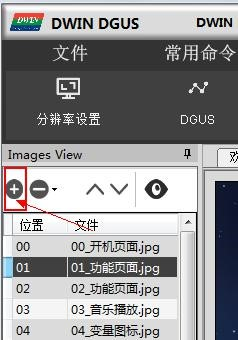 DWIN
DWIN DGUS
DWIN
文件
常用命令
分辨率设置
DGUS
Images View
欢
位置 文件
00 00_开机页面.jpg
01 01_功能页面.jpg
02 02_功能页面.jpg
03 03_音乐播放.jpg
04 04_变量图标.jpg